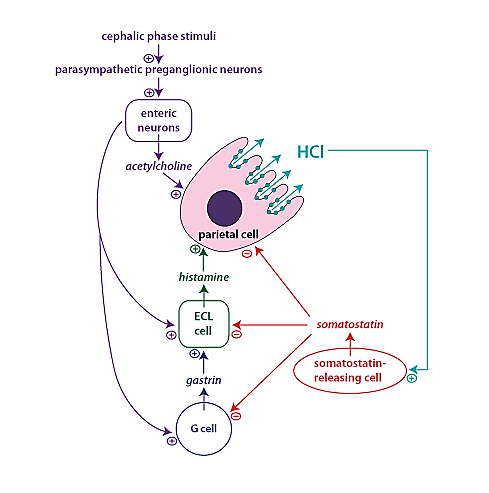 cephalic phase stimuli
⊕
parasympathetic preganglionic neurons
⊕
enteric
neurons
acetylcholine
⊕
HCl
parietal cell
⊕
⊖
histamine
ECL
cell
⊕
⊖
somatostatin
⊕
gastrin
somatostatin-
releasing cell
⊕
⊖
G cell
⊕